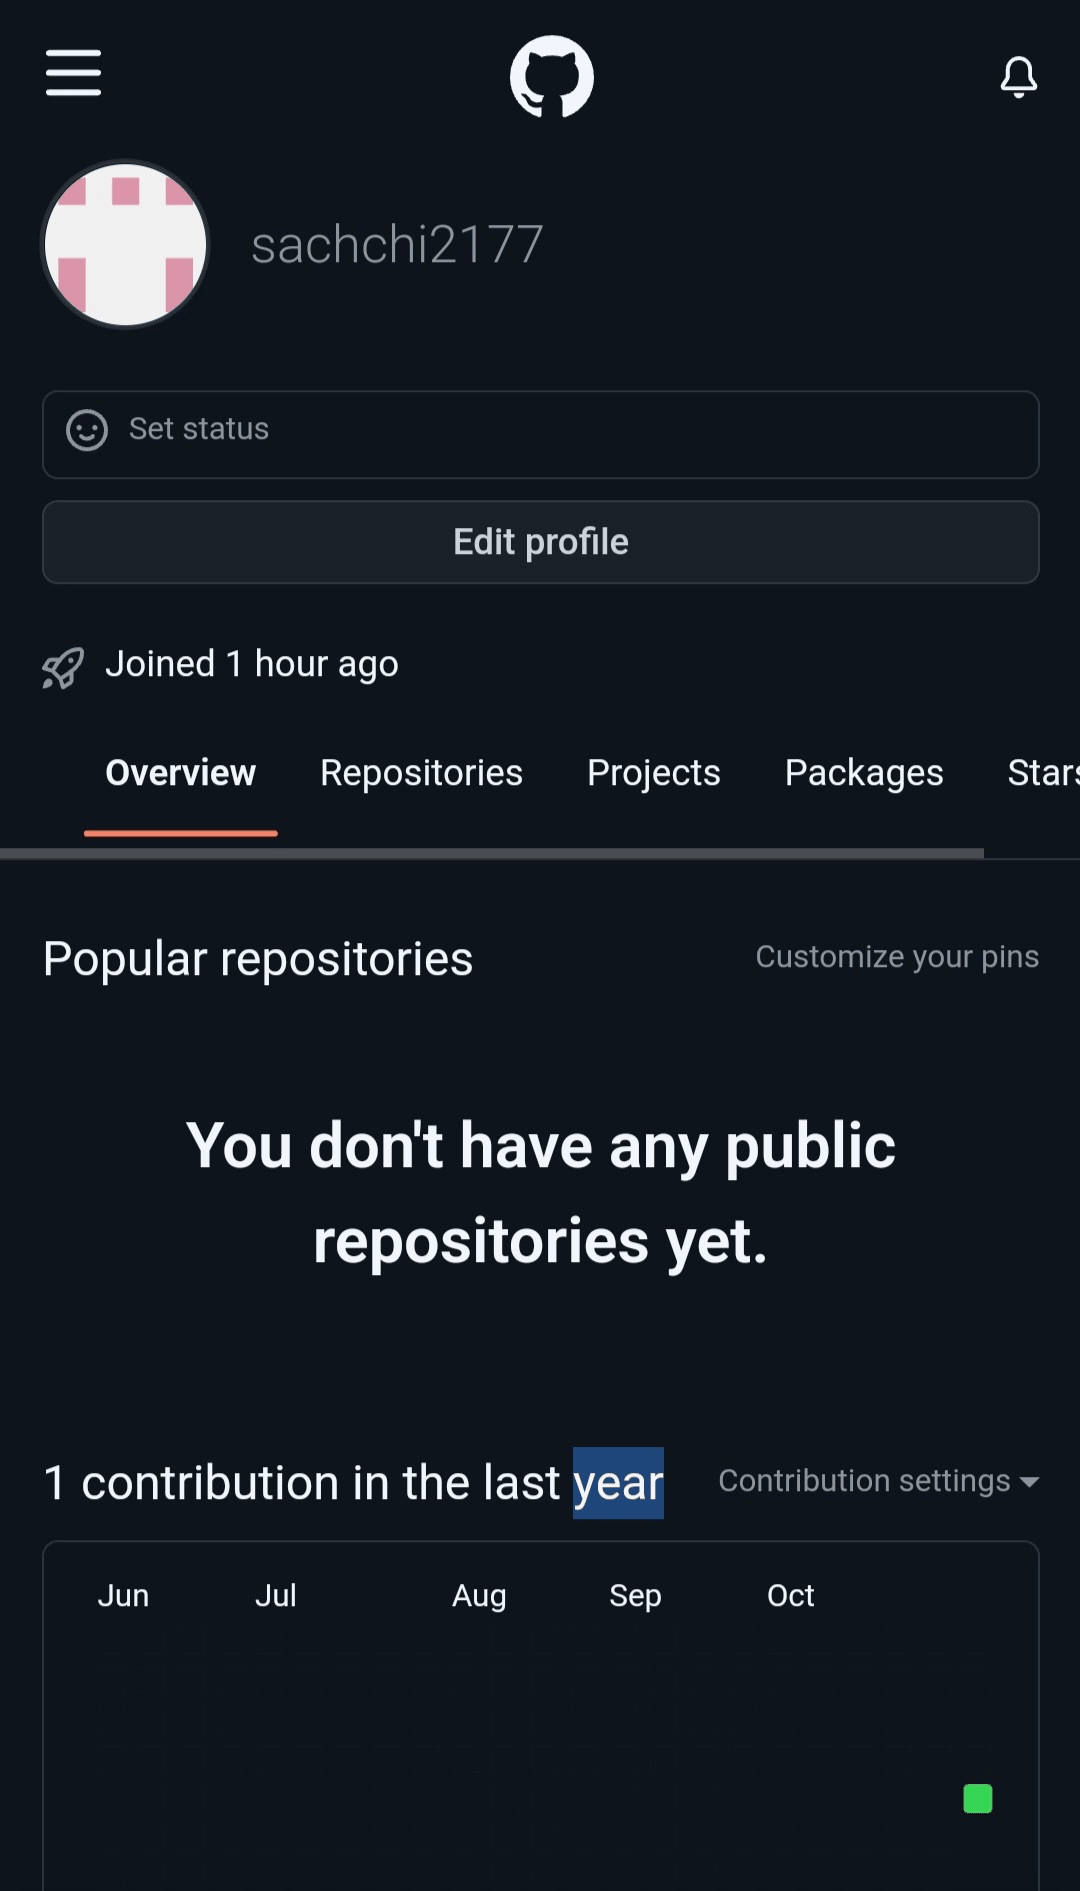 sachchi2177
Set status
Edit profile
Joined 1 hour ago
Overview Repositories Projects Packages Stars
Popular repositories Customize your pins
You don't have any public
repositories yet.
1 contribution in the last year Contribution settings
Jun Jul Aug Sep Oct